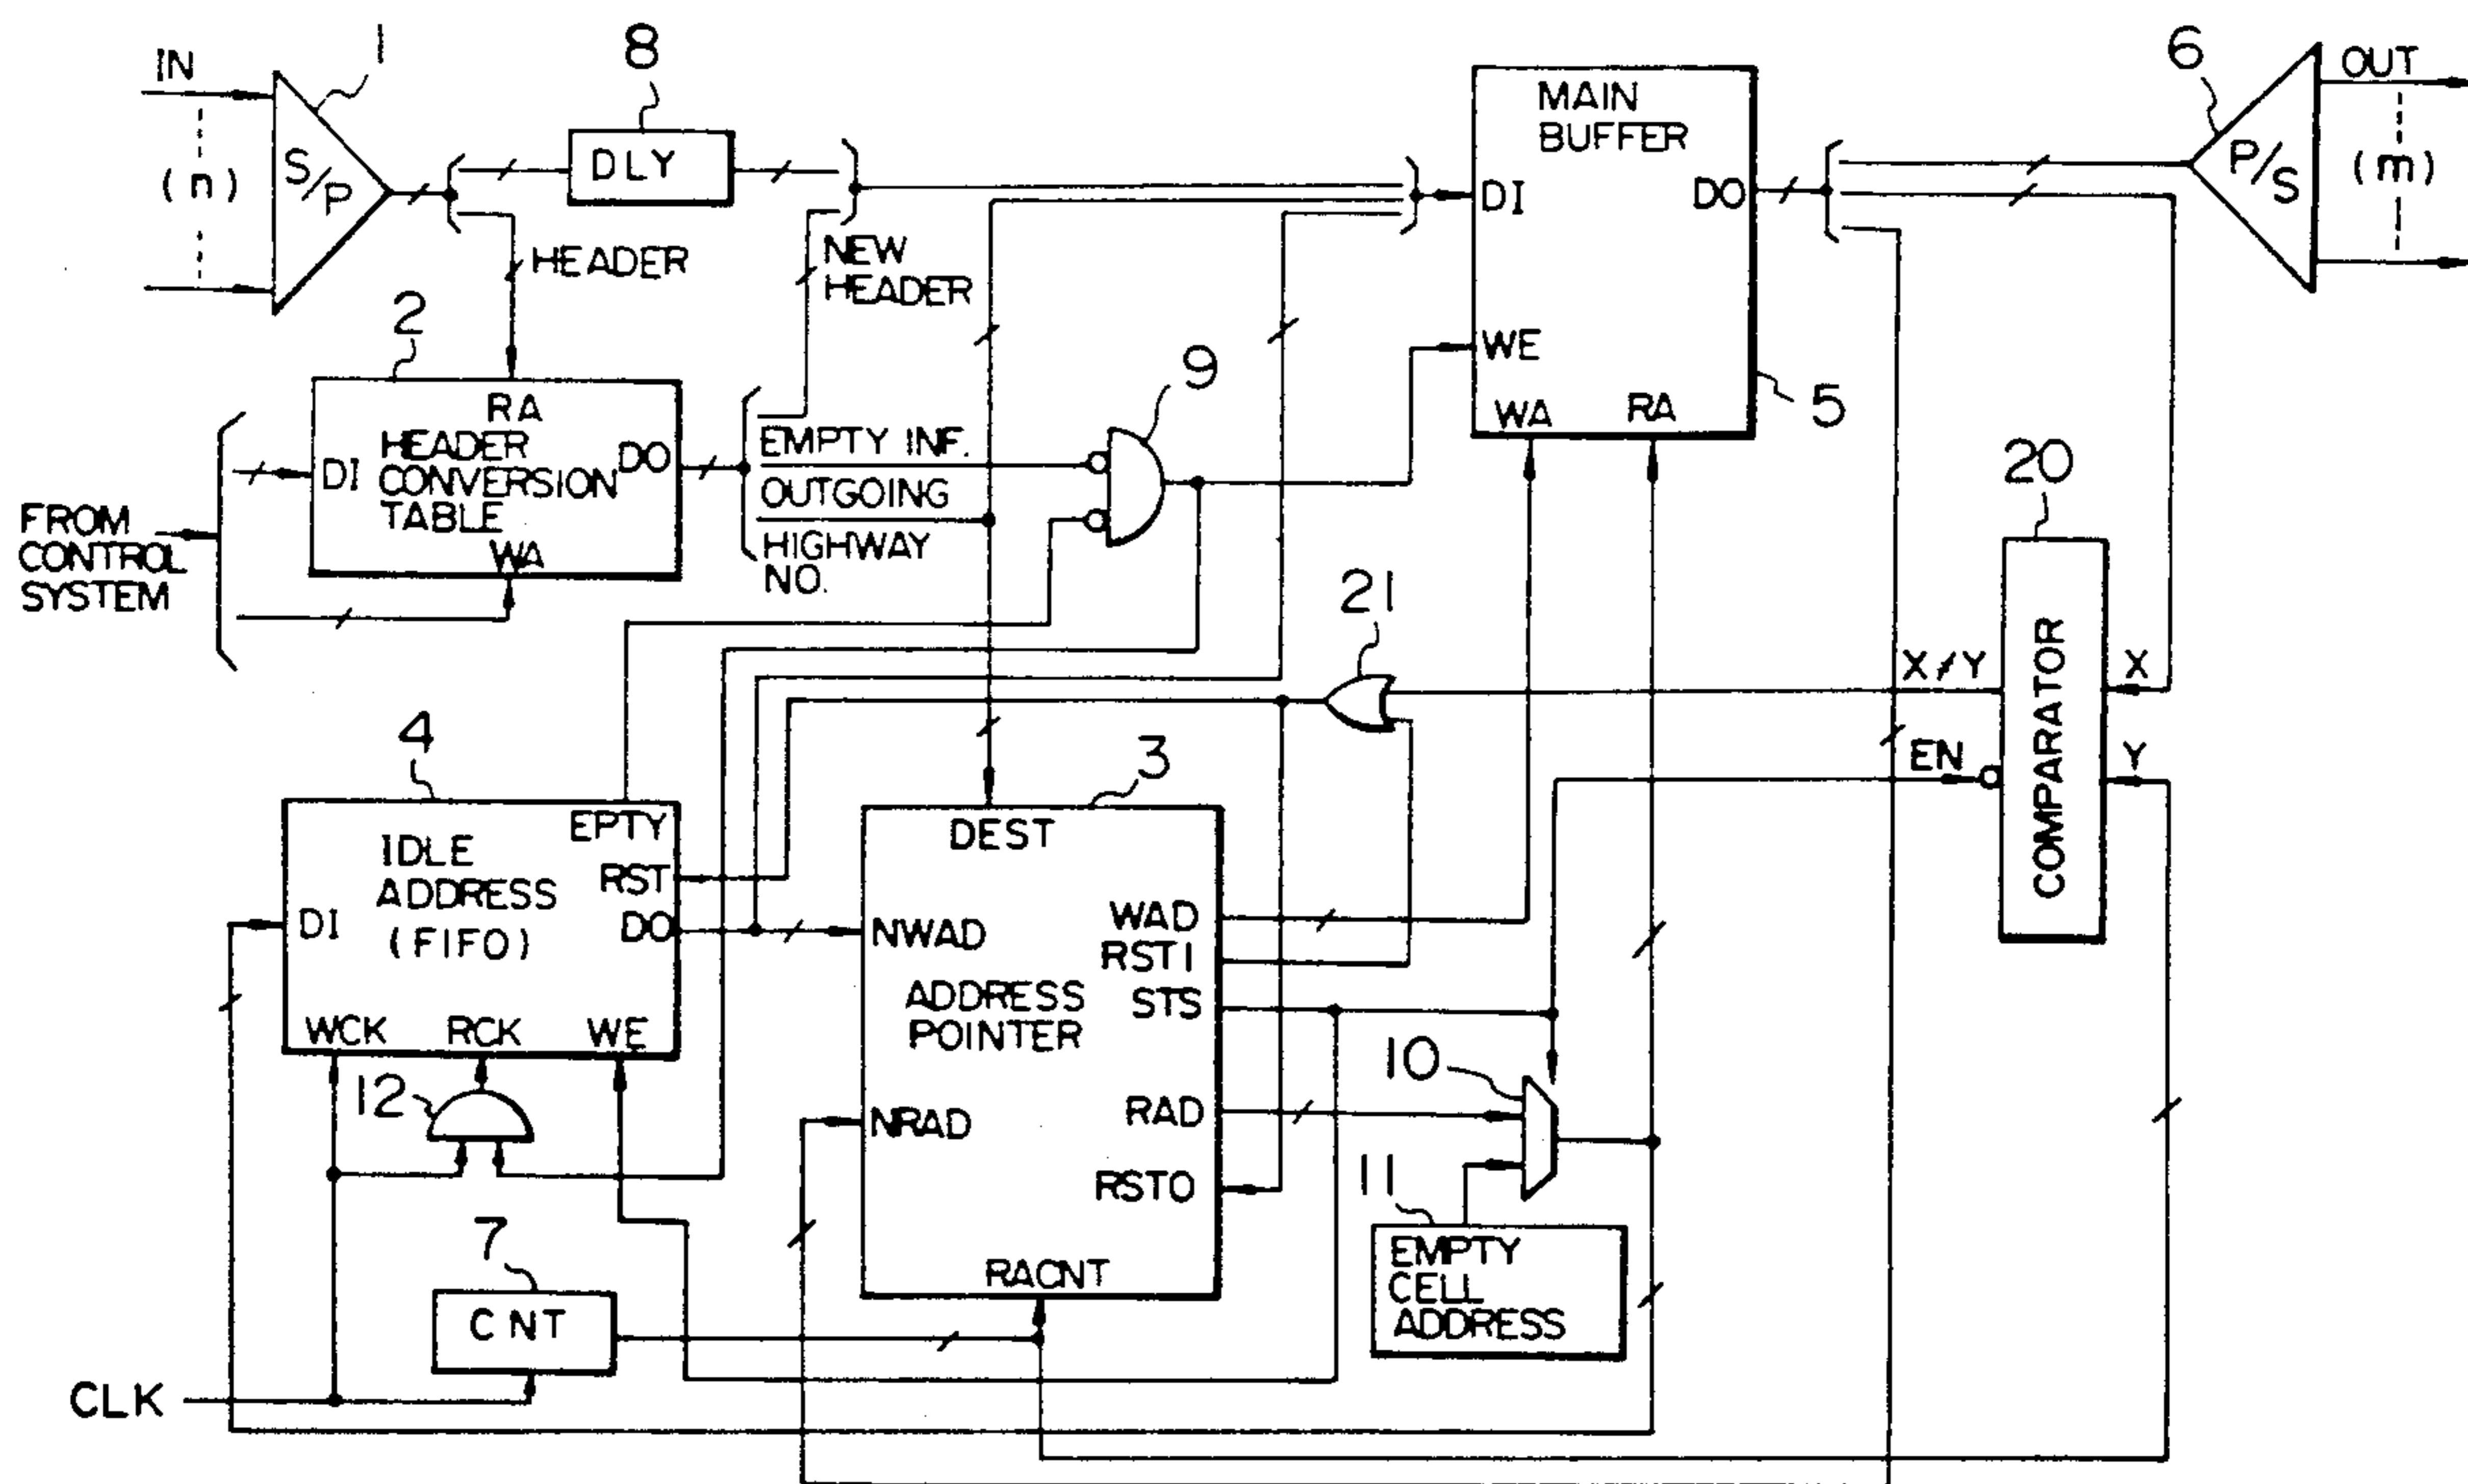 IN
1
8
6
OUT
(n)
S/P
DLY
MAIN
BUFFER
DI
DO
P/S
(m)
HEADER
NEW
HEADER
2
9
WE
WA
RA
5
RA
HEADER
CONVERSION
TABLE
DI
DO
WA
FROM
CONTROL
SYSTEM
EMPTY INF.
OUTGOING
HIGHWAY
NO.
20
21
X≠Y
X
EN
Y
COMPARATOR
4
3
EPTY
IDLE
ADDRESS
(FIFO)
RST
DI
DO
WCK
RCK
WE
DEST
NWAD
WAD
RST1
ADDRESS
POINTER
STS
10
12
NRAD
RAD
RST0
11
RACNT
EMPTY
CELL
ADDRESS
7
CNT
CLK